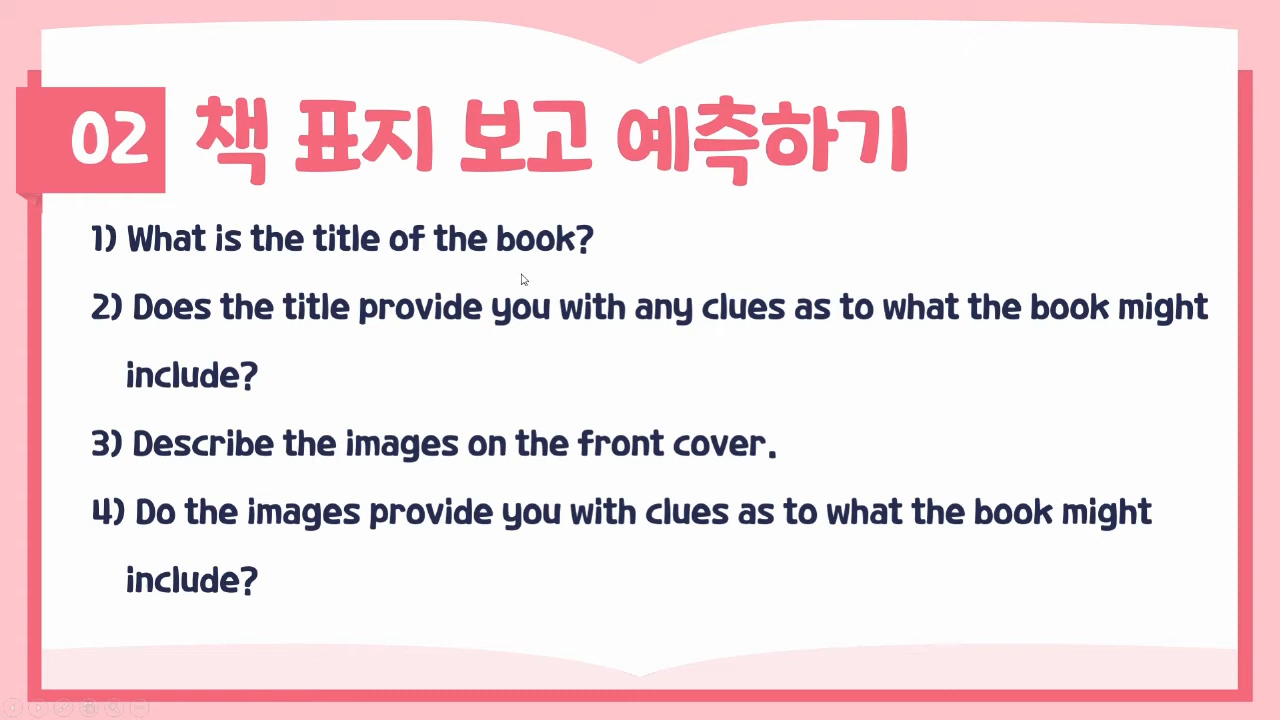 02 책 표지 보고 예측하기
1) What is the title of the book?
2) Does the title provide you with any clues as to what the book might
include?
3) Describe the images on the front cover.
4) Do the images provide you with clues as to what the book might
include?